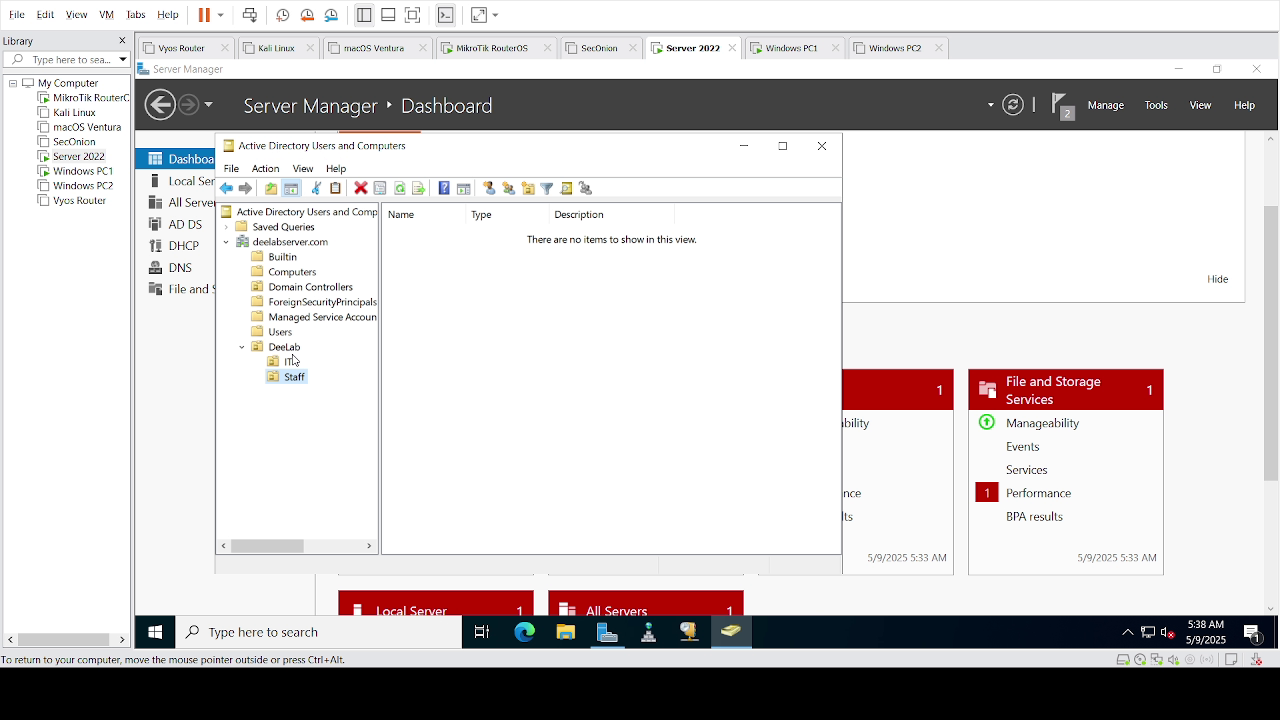 File Edit View VM Tabs Help
Library
Type here to sea...
My Computer
MikroTik RouterO
Kali Linux
macOS Ventura
SecOnion
Server 2022
Windows PC1
Windows PC2
Vyos Router
Vyos Router Kali Linux macOS Ventura MikroTik RouterOS SecOnion Server 2022 Windows PC1 Windows PC2
Server Manager
Server Manager Dashboard
2
Manage Tools View Help
Dashboa
Local Ser
All Server
AD DS
DHCP
DNS
File and S
Active Directory Users and Computers
File Action View Help
Active Directory Users and Comp
Saved Queries
deelabserver.com
Builtin
Computers
Domain Controllers
ForeignSecurityPrincipals
Managed Service Accoun
Users
DeeLab
IT
Staff
Name Type Description
There are no items to show in this view.
Hide
1
ability
nce
lts
5/9/2025 5:33 AM
File and Storage
Services
1
Manageability
Events
Services
1 Performance
BPA results
5/9/2025 5:33 AM
Local Server 1
All Servers 1
Type here to search
5:38 AM
5/9/2025
1
To return to your computer, move the mouse pointer outside or press Ctrl+Alt.